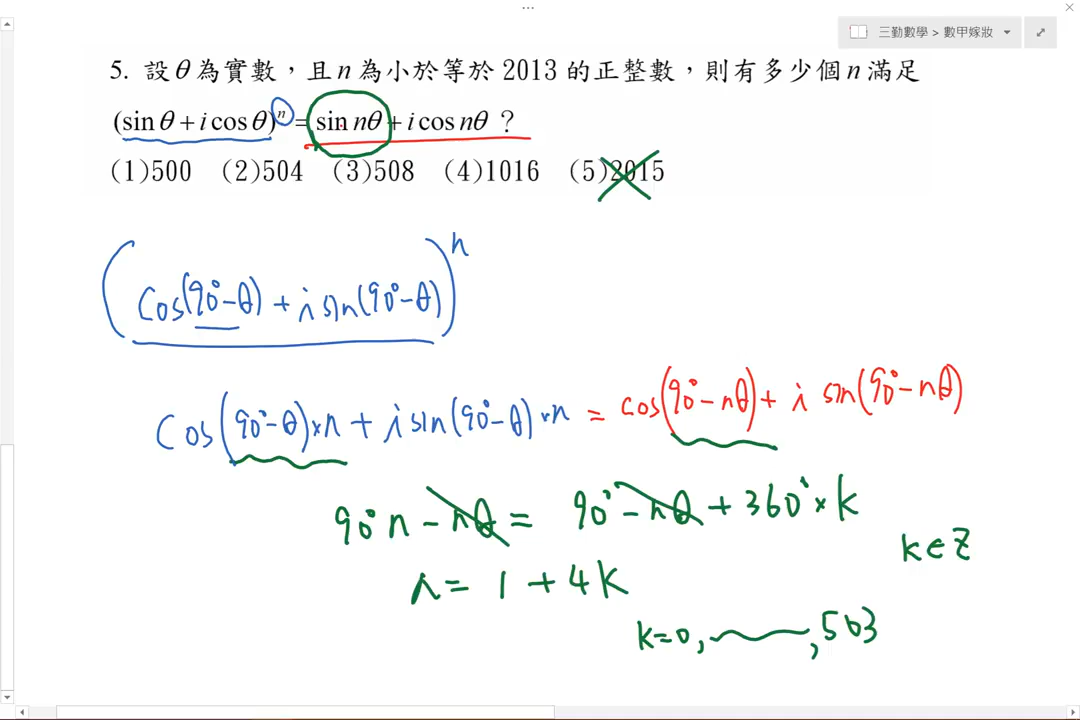 三勤數學 > 數甲嫁妝
5. 設θ為實數，且n為小於等於2013的正整數，則有多少個n滿足
(sinθ+icosθ)ⁿ=sin nθ+icos nθ？
(1)500 (2)504 (3)508 (4)1016 (5)2015
(cos(90°-θ)+i sin(90°-θ))ⁿ
cos(90°-θ)×n+i sin(90°-θ)×n = cos(90°-nθ)+i sin(90°-nθ)
90°n-nθ= 90°-nθ+360°×k
k∈Z
n= 1+4k
k=0, ,503